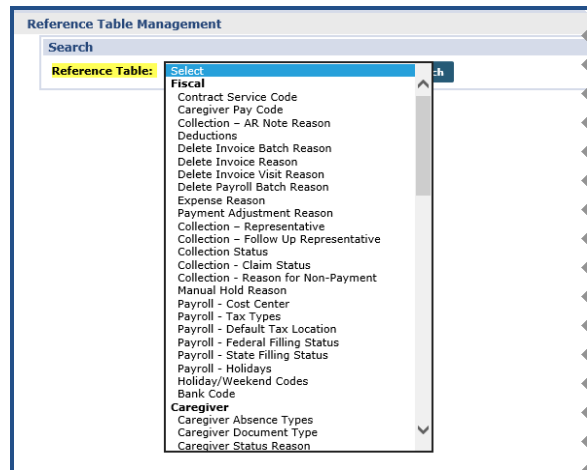 Reference Table Management
Search
Reference Table:
Select
ch
Fiscal
Contract Service Code
Caregiver Pay Code
Collection – AR Note Reason
Deductions
Delete Invoice Batch Reason
Delete Invoice Reason
Delete Invoice Visit Reason
Delete Payroll Batch Reason
Expense Reason
Payment Adjustment Reason
Collection – Representative
Collection – Follow Up Representative
Collection Status
Collection - Claim Status
Collection - Reason for Non-Payment
Manual Hold Reason
Payroll - Cost Center
Payroll - Tax Types
Payroll - Default Tax Location
Payroll - Federal Filling Status
Payroll - State Filling Status
Payroll - Holidays
Holiday/Weekend Codes
Bank Code
Caregiver
Caregiver Absence Types
Caregiver Document Type
Caregiver Status Reason